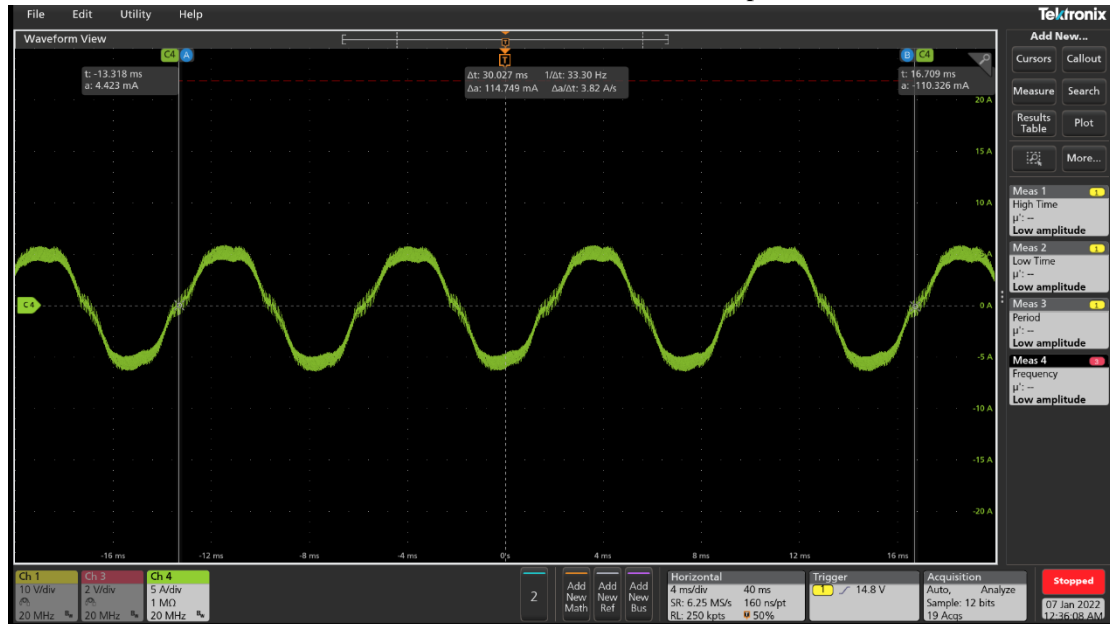 File Edit Utility Help
Tektronix
Waveform View
Add New...
C4 A
T
T
B C4
t: -13.318 ms
a: 4.423 mA
Δt: 30.027 ms 1/Δt: 33.30 Hz
Δa: 114.749 mA Δa/Δt: 3.82 A/s
t: 16.709 ms
a: -110.326 mA
Cursors Callout
Measure Search
Results
Table
Plot
More...
20 A
15 A
10 A
5 A
0 A
-5 A
-10 A
-15 A
-20 A
C4
-16 ms -12 ms -8 ms -4 ms 0 s 4 ms 8 ms 12 ms 16 ms
Meas 1 1
High Time
µ': --
Low amplitude
Meas 2 1
Low Time
µ': --
Low amplitude
Meas 3 1
Period
µ': --
Low amplitude
Meas 4 3
Frequency
µ': --
Low amplitude
Ch 1
10 V/div
20 MHz
Ch 3
2 V/div
20 MHz
Ch 4
5 A/div
1 MΩ
20 MHz
2
Add
New
Math
Add
New
Ref
Add
New
Bus
Horizontal
4 ms/div 40 ms
SR: 6.25 MS/s 160 ns/pt
RL: 250 kpts 50%
Trigger
1 14.8 V
Acquisition
Auto, Analyze
Sample: 12 bits
19 Acqs
Stopped
07 Jan 2022
12:36:08 AM